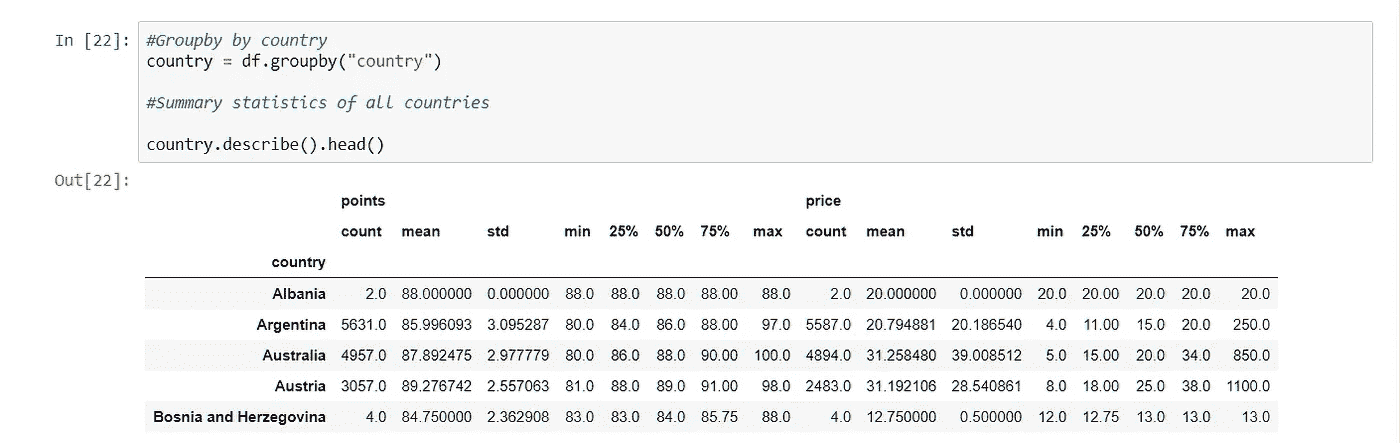 In [22]: #Groupby by country
country = df.groupby("country")
#Summary statistics of all countries
country.describe().head()
Out[22]:
points price
count mean std min 25% 50% 75% max count mean std min 25% 50% 75% max
country
Albania 2.0 88.000000 0.000000 88.0 88.0 88.0 88.00 88.0 2.0 20.000000 0.000000 20.0 20.00 20.0 20.0 20.0
Argentina 5631.0 85.996093 3.095287 80.0 84.0 86.0 88.00 97.0 5587.0 20.794881 20.186540 4.0 11.00 15.0 20.0 250.0
Australia 4957.0 87.892475 2.977779 80.0 86.0 88.0 90.00 100.0 4894.0 31.258480 39.008512 5.0 15.00 20.0 34.0 850.0
Austria 3057.0 89.276742 2.557063 81.0 88.0 89.0 91.00 98.0 2483.0 31.192106 28.540861 8.0 18.00 25.0 38.0 1100.0
Bosnia and Herzegovina 4.0 84.750000 2.362908 83.0 83.0 84.0 85.75 88.0 4.0 12.750000 0.500000 12.0 12.75 13.0 13.0 13.0